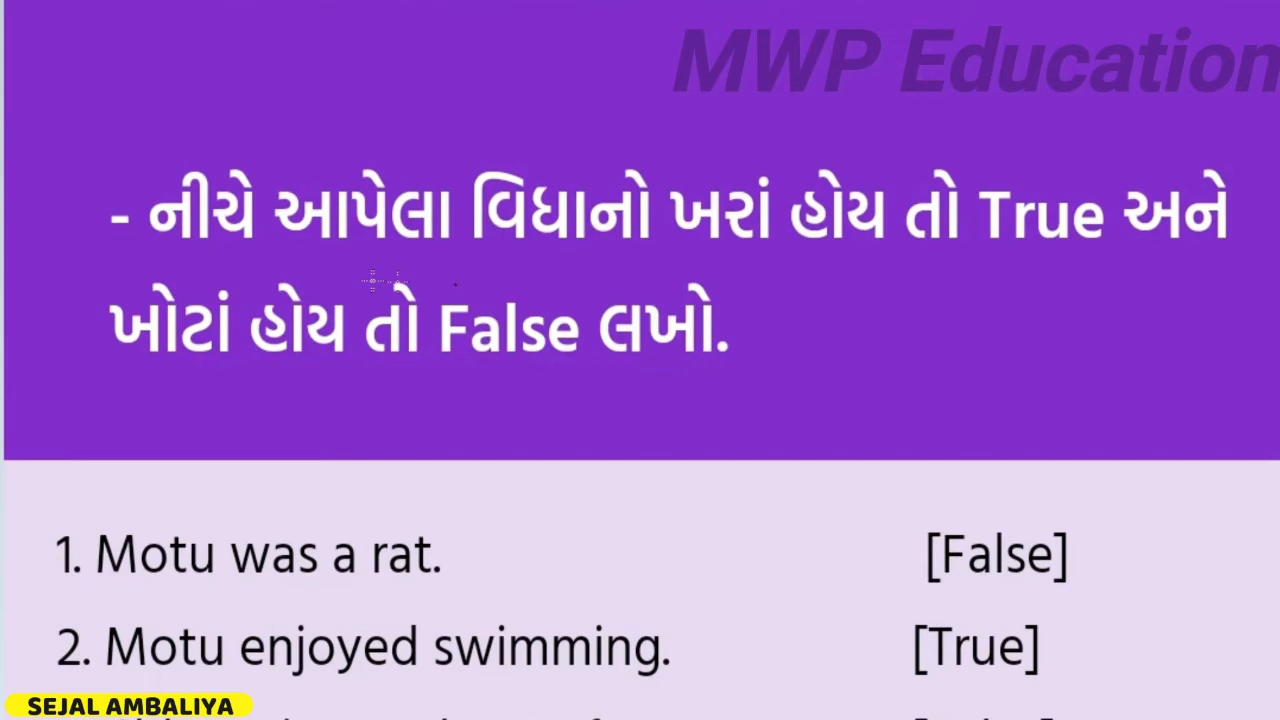 MWP Education
- નીચે આપેલા વિધાનો ખરાં હોય તો True અને
ખોટાં હોય તો False લખો.
1. Motu was a rat. [False]
2. Motu enjoyed swimming. [True]
SEJAL AMBALIYA